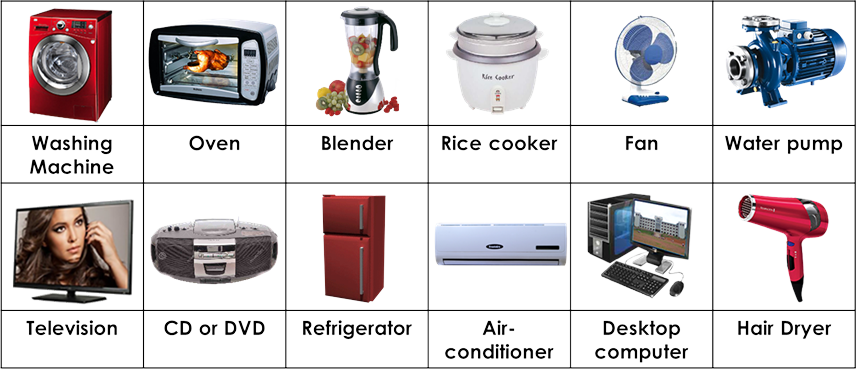 Rice Cooker
Washing
Machine
Oven
Blender
Rice cooker
Fan
Water pump
Television
CD or DVD
Refrigerator
Air-
conditioner
Desktop
computer
Hair Dryer